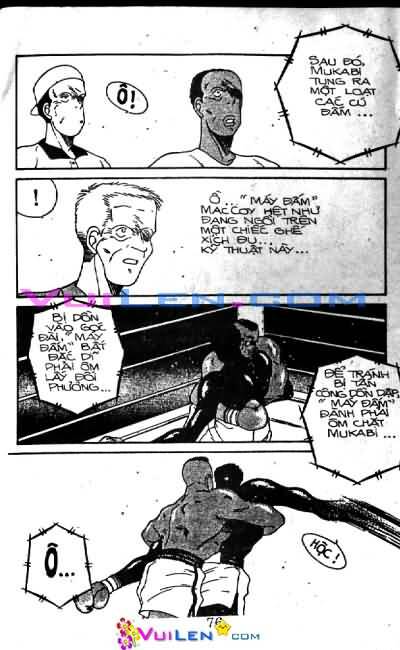 SAU ĐÓ,
MUKABI
TUNG RA
MỘT LOẠT
CÁC CÚ
ĐẤM ...
Ồ!
!
Ồ... "MÁY ĐẤM"
MAC COY HỆT NHƯ
ĐANG NGỒI TRÊN
MỘT CHIẾC GHẾ
XÍCH ĐU...
KỸ THUẬT NÀY...
VUILEN.COM
BỊ DỒN
VÀO GÓC
ĐÀI, "MÁY
ĐẤM" BẤT
ĐẮC DĨ
PHẢI ÔM
LẤY ĐỐI
PHƯƠNG...
ĐỂ TRÁNH
BỊ TẤN
CÔNG DỒN DẬP,
"MÁY ĐẤM"
ĐÀNH PHẢI
ÔM CHẶT
MUKABI ...
HỘC!
Ồ...
76
VUILEN.COM